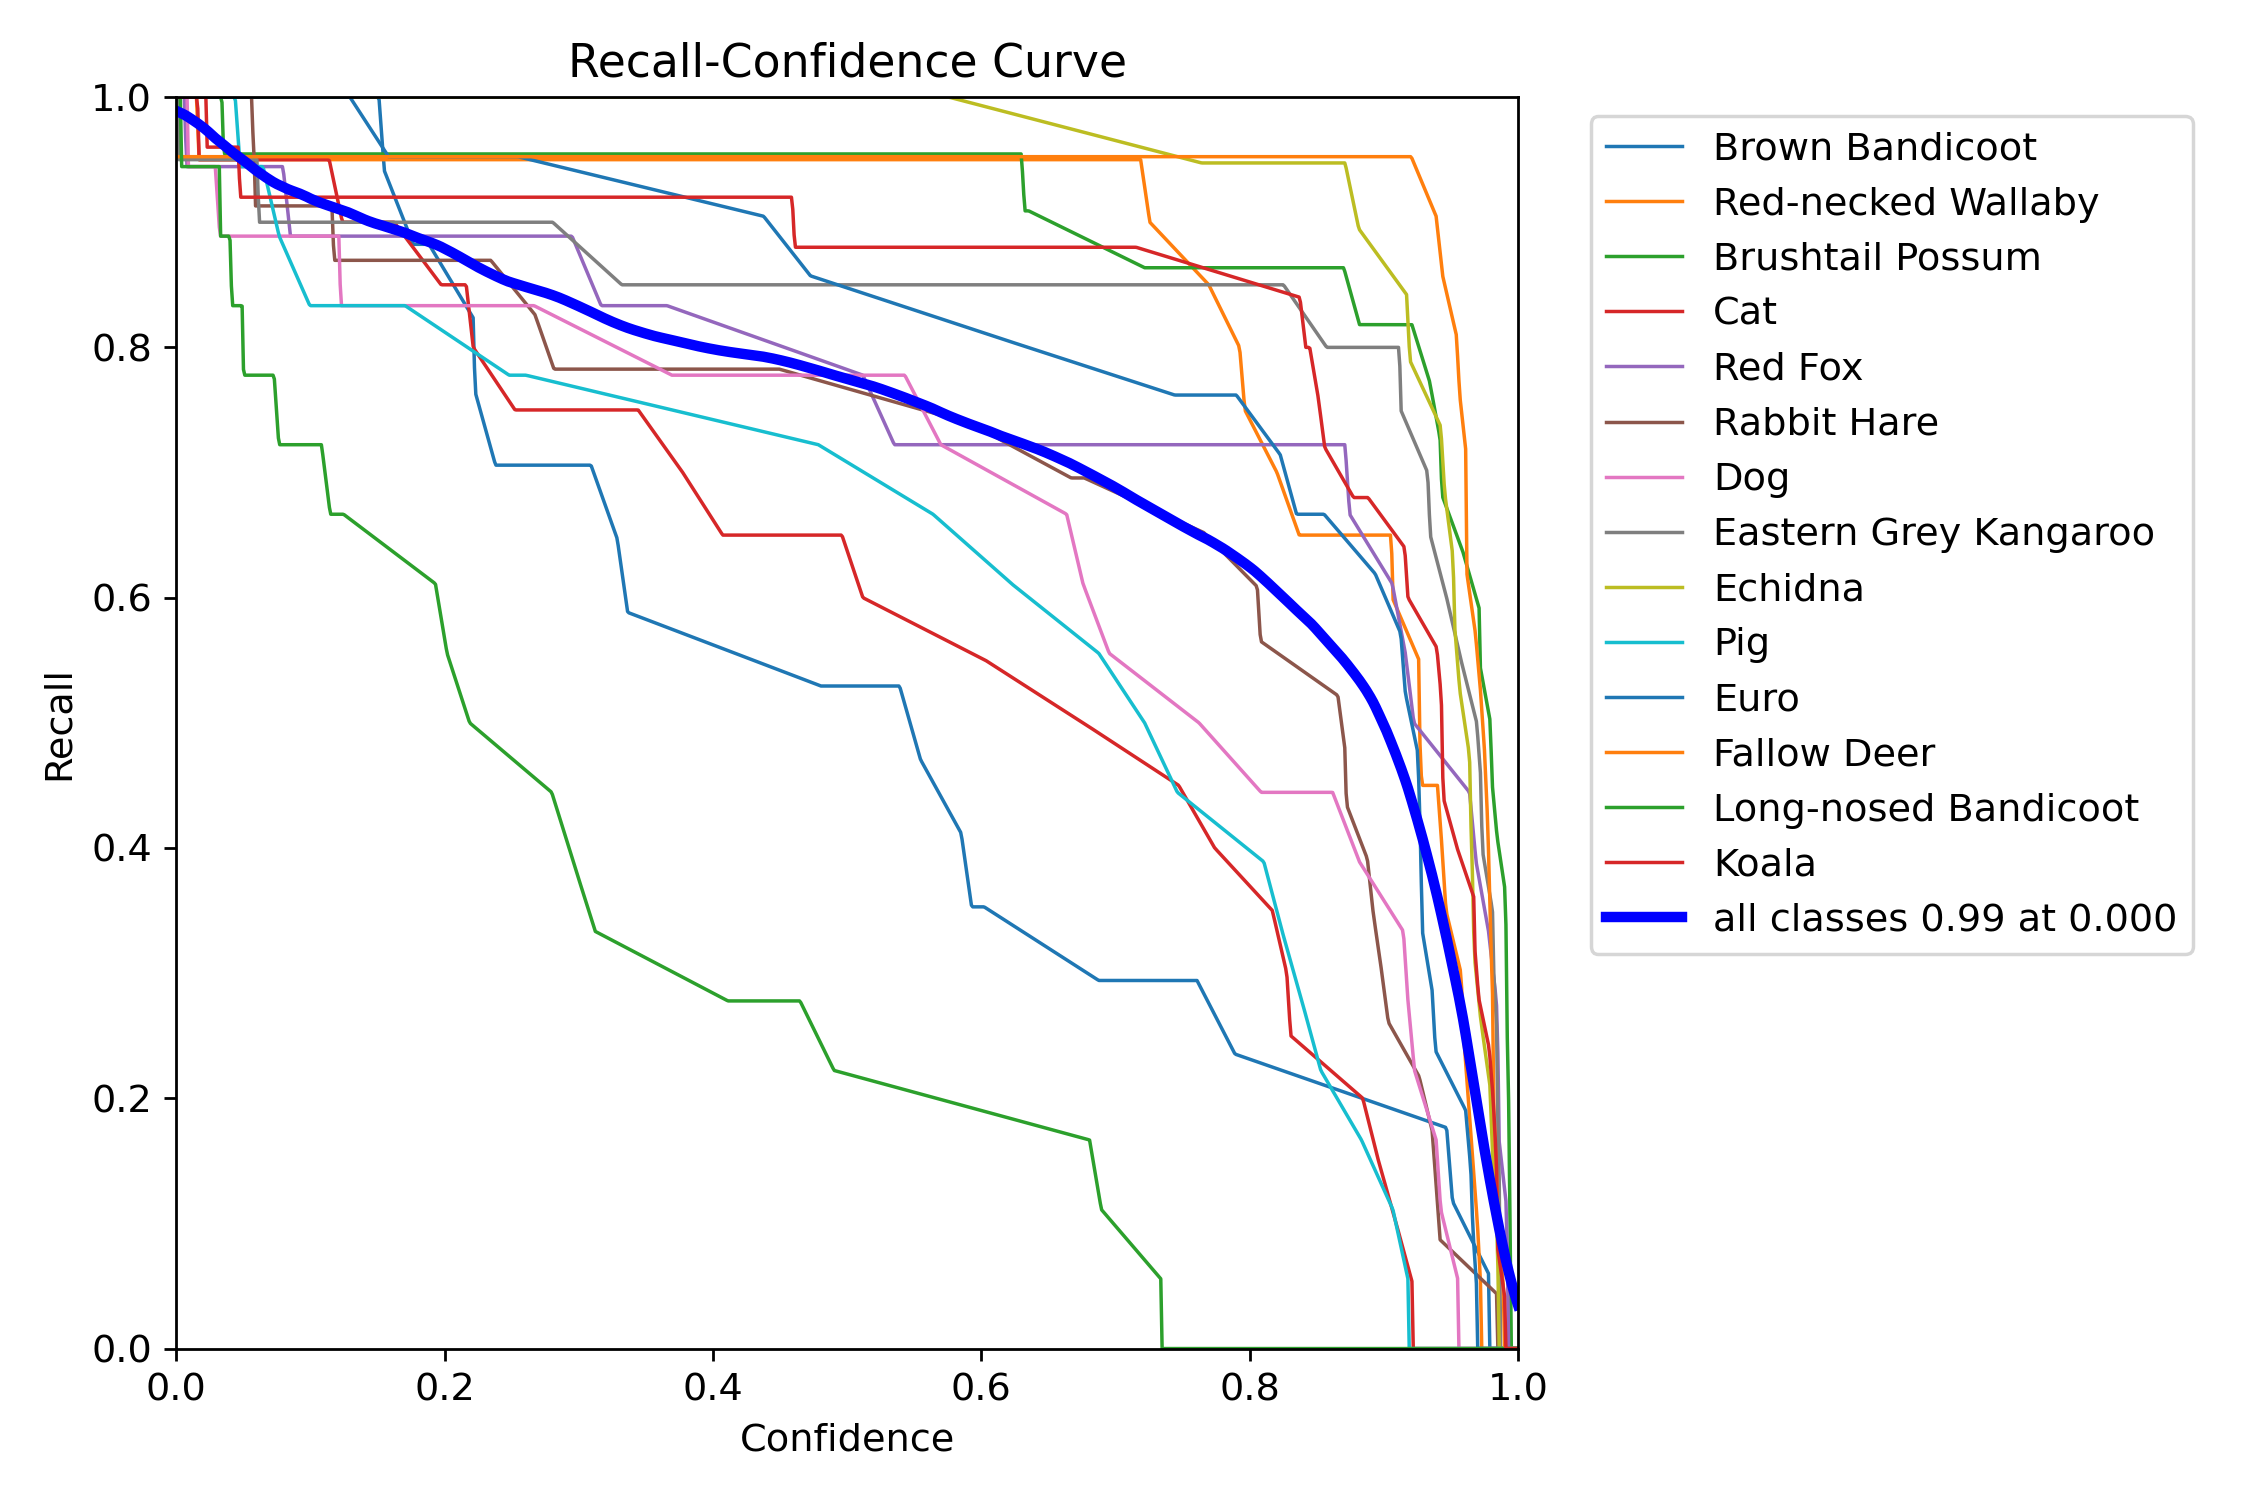 Recall-Confidence Curve
1.0
0.8
0.6
0.4
0.2
0.0
Recall
0.0 0.2 0.4 0.6 0.8 1.0
Confidence
Brown Bandicoot
Red-necked Wallaby
Brushtail Possum
Cat
Red Fox
Rabbit Hare
Dog
Eastern Grey Kangaroo
Echidna
Pig
Euro
Fallow Deer
Long-nosed Bandicoot
Koala
all classes 0.99 at 0.000